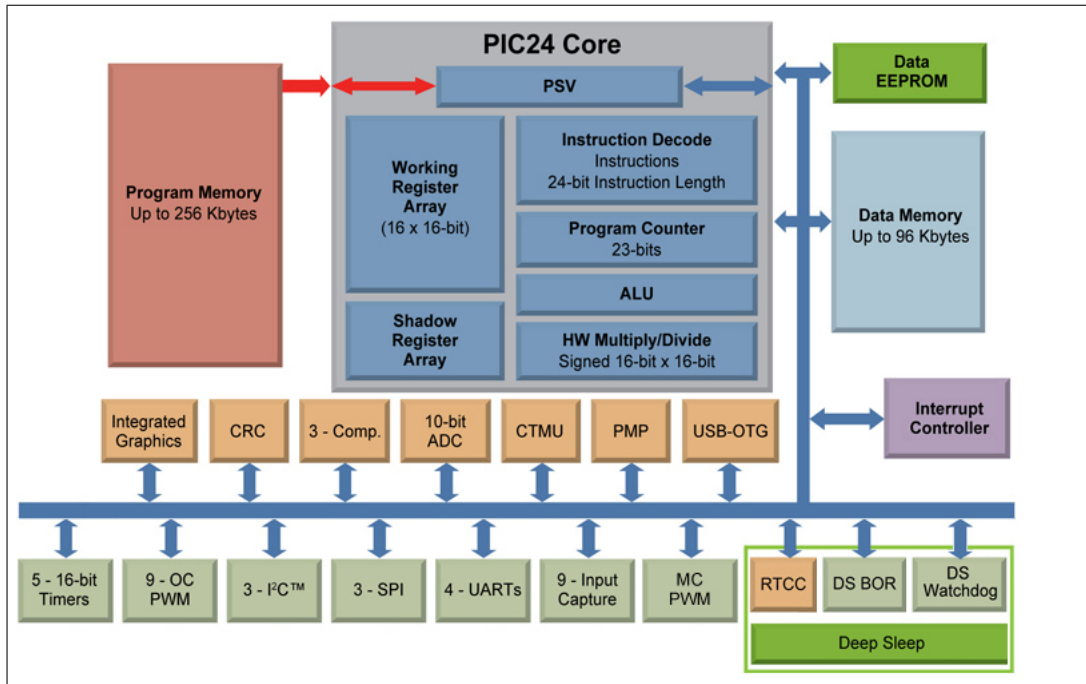 PIC24 Core
PSV
Program Memory
Up to 256 Kbytes
Working
Register
Array
(16 x 16-bit)
Shadow
Register
Array
Instruction Decode
Instructions
24-bit Instruction Length
Program Counter
23-bits
ALU
HW Multiply/Divide
Signed 16-bit x 16-bit
Data
EEPROM
Data Memory
Up to 96 Kbytes
Interrupt
Controller
Integrated
Graphics
CRC
3 - Comp.
10-bit
ADC
CTMU
PMP
USB-OTG
5 - 16-bit
Timers
9 - OC
PWM
3 - I²C™
3 - SPI
4 - UARTs
9 - Input
Capture
MC
PWM
RTCC
DS BOR
DS
Watchdog
Deep Sleep